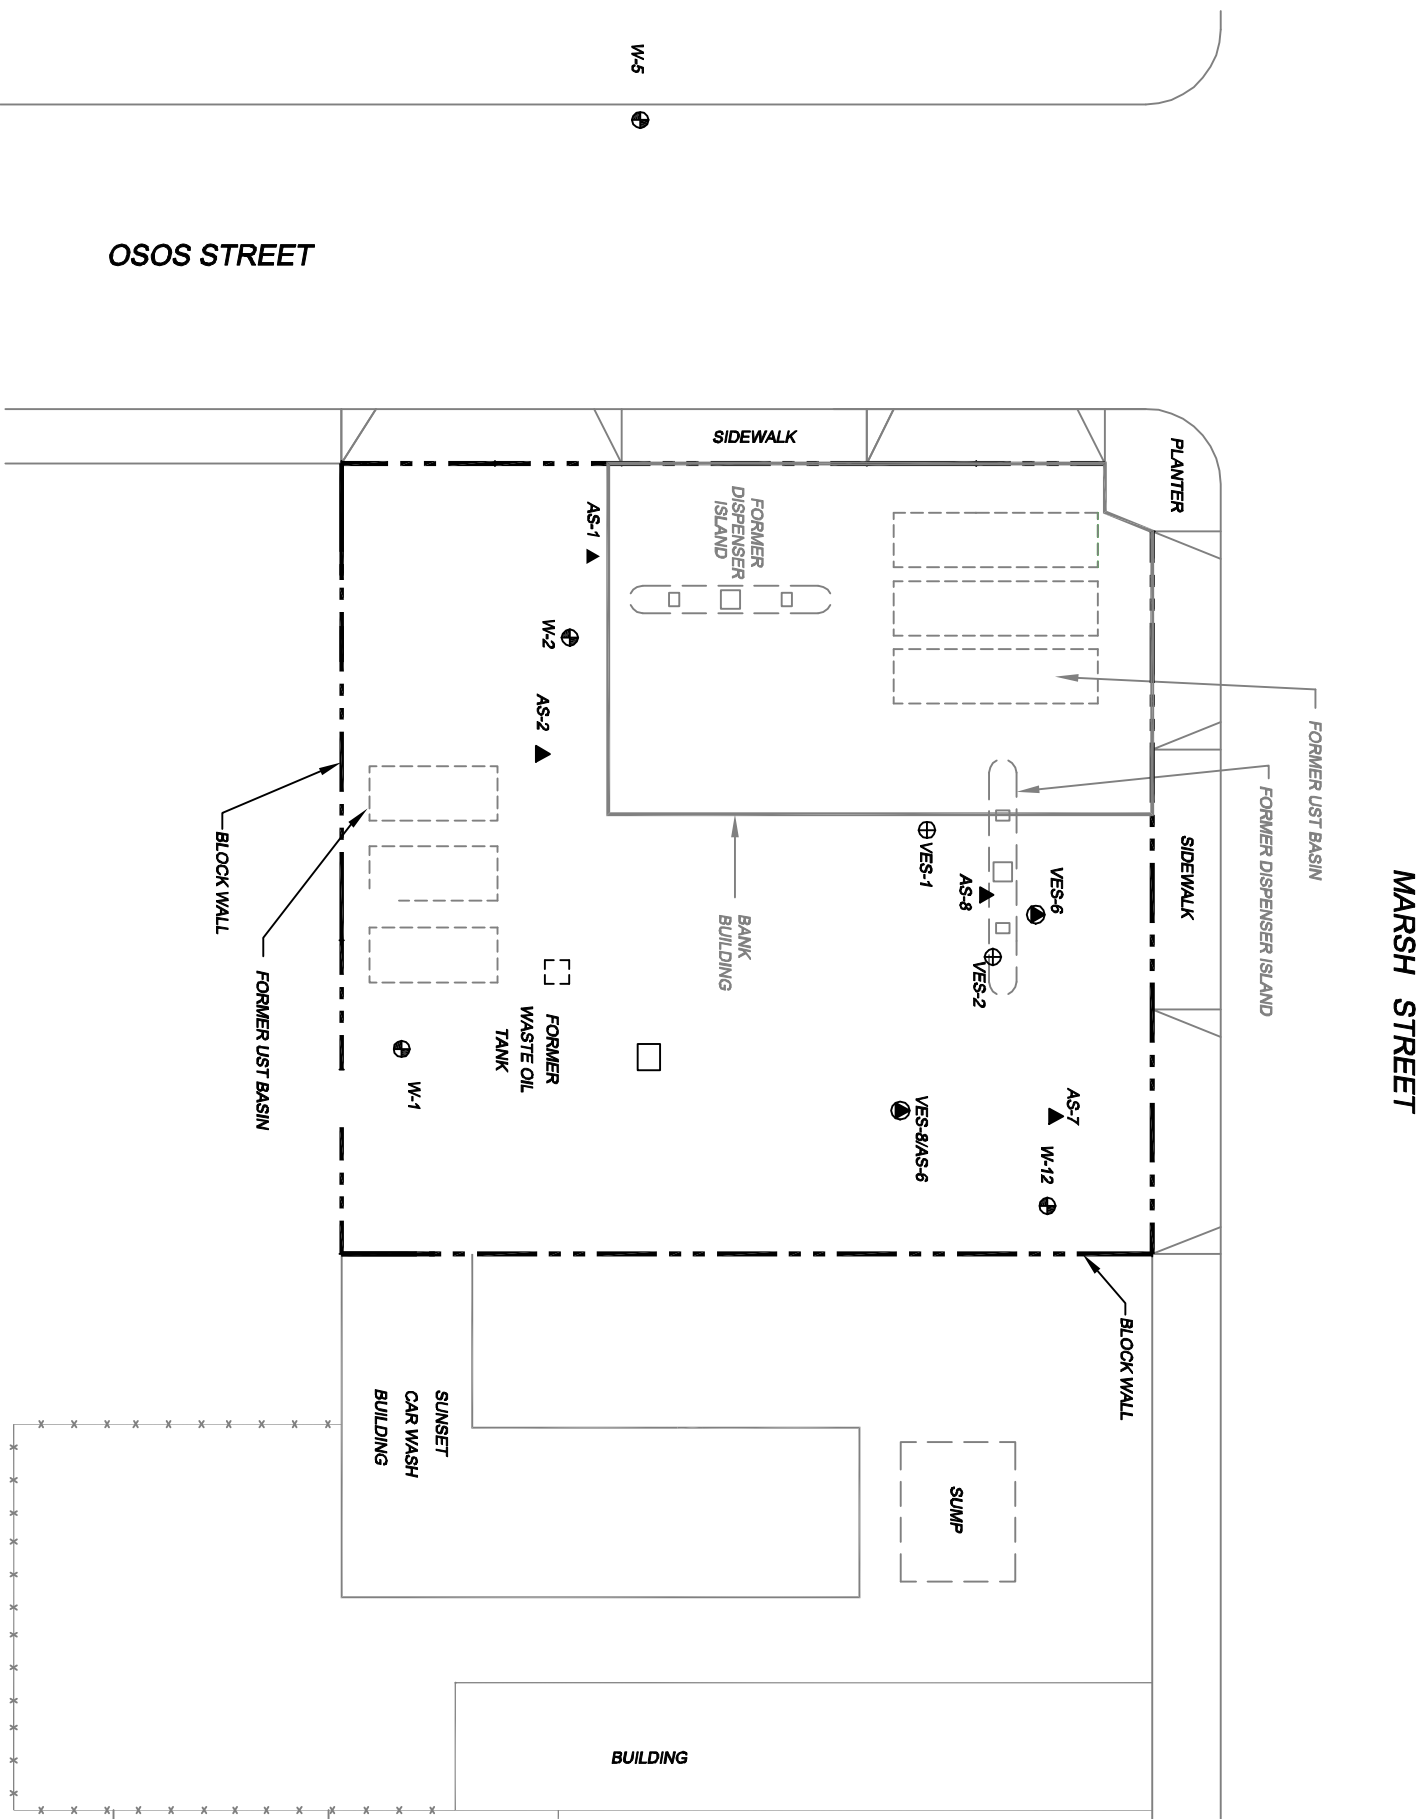 W-5
OSOS STREET
SIDEWALK
PLANTER
AS-1
FORMER
DISPENSER
ISLAND
W-2
AS-2
FORMER UST BASIN
FORMER DISPENSER ISLAND
MARSH STREET
SIDEWALK
VES-1
AS-8
VES-6
VES-2
BANK
BUILDING
BLOCK WALL
FORMER UST BASIN
FORMER
WASTE OIL
TANK
W-1
VES-8/AS-6
AS-7
W-12
BLOCK WALL
SUNSET
CAR WASH
BUILDING
SUMP
BUILDING